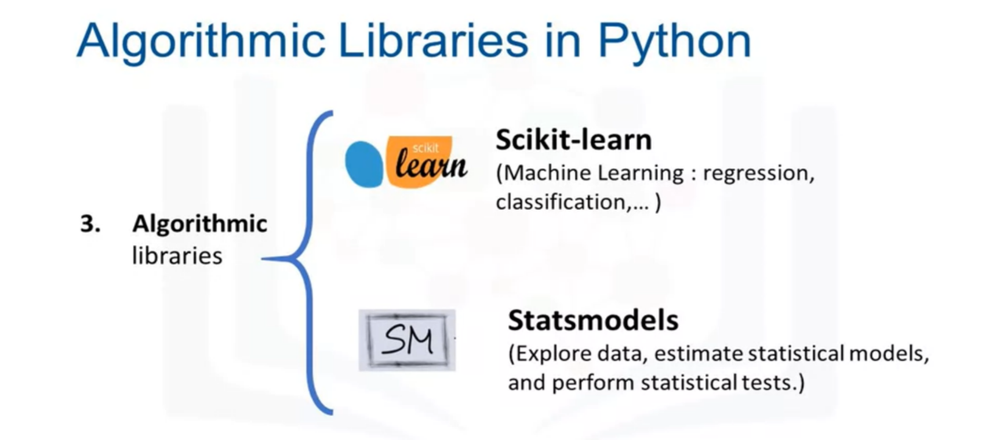 Algorithmic Libraries in Python
3. Algorithmic
libraries
scikit
learn
Scikit-learn
(Machine Learning : regression,
classification,... )
SM
Statsmodels
(Explore data, estimate statistical models,
and perform statistical tests.)